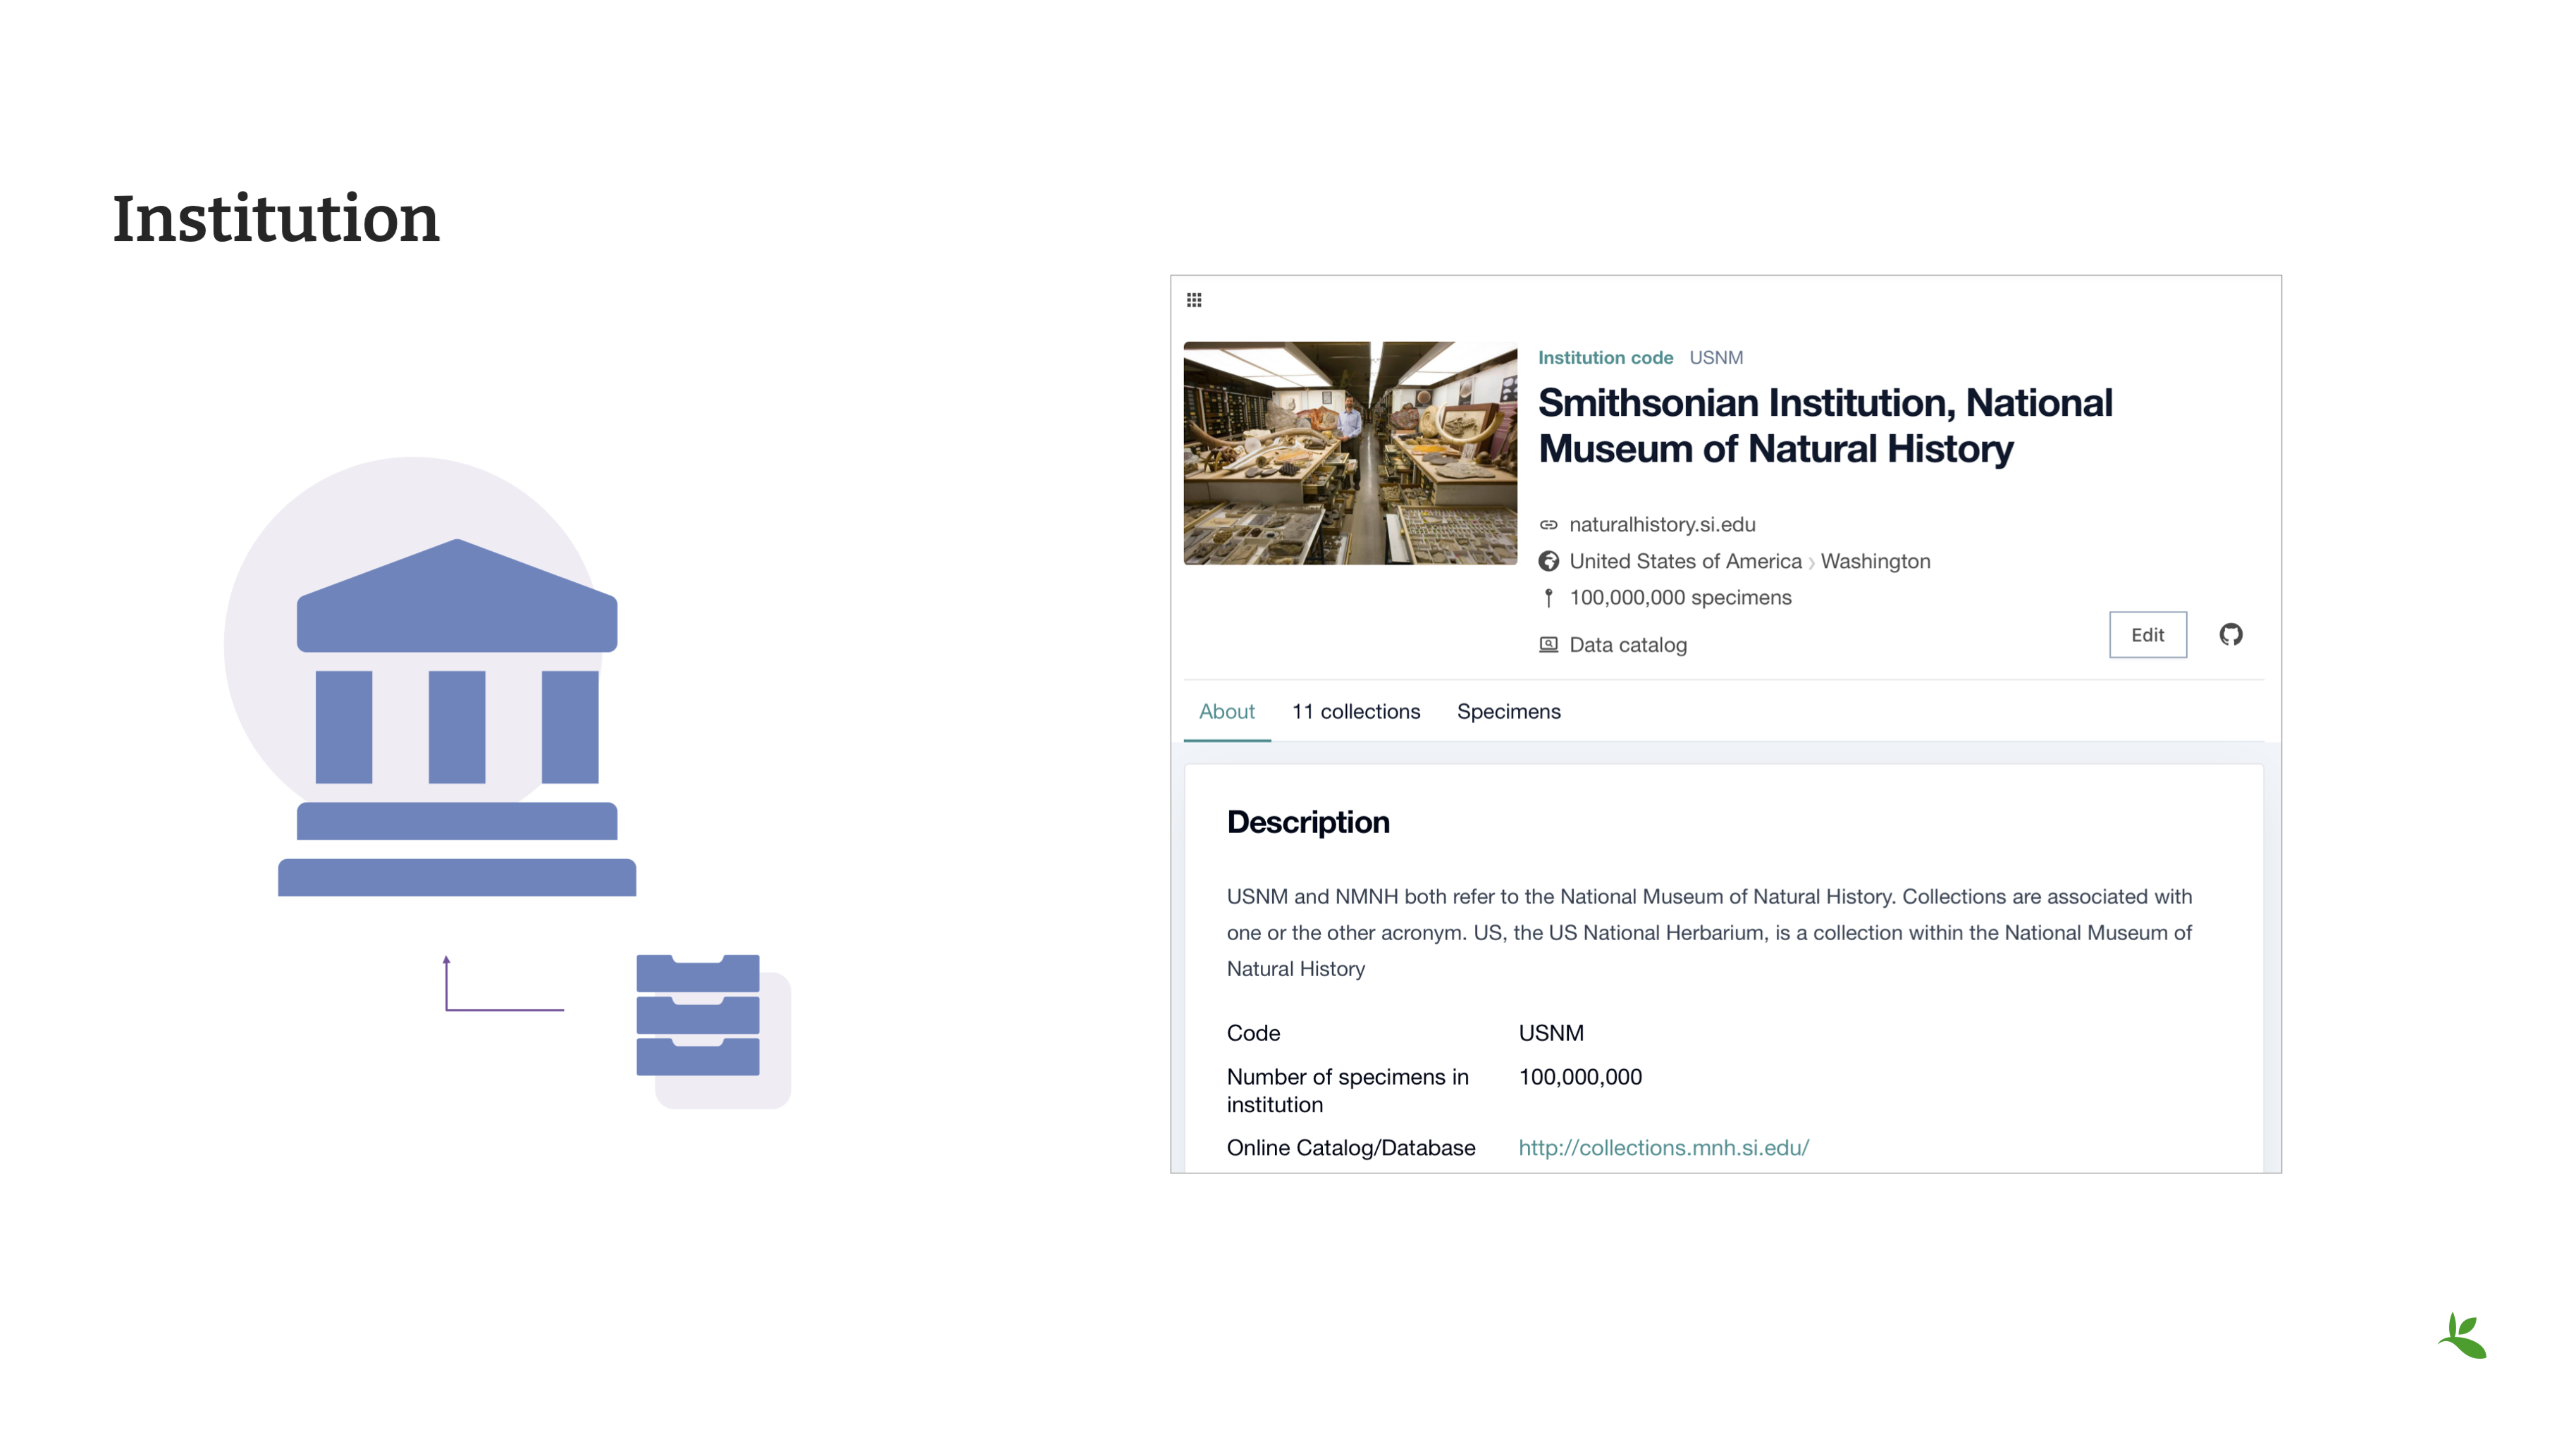 Institution
Institution code USNM
Smithsonian Institution, National
Museum of Natural History
naturalhistory.si.edu
United States of America › Washington
100,000,000 specimens
Data catalog
Edit
About 11 collections Specimens
Description
USNM and NMNH both refer to the National Museum of Natural History. Collections are associated with
one or the other acronym. US, the US National Herbarium, is a collection within the National Museum of
Natural History
Code USNM
Number of specimens in 100,000,000
institution
Online Catalog/Database http://collections.mnh.si.edu/